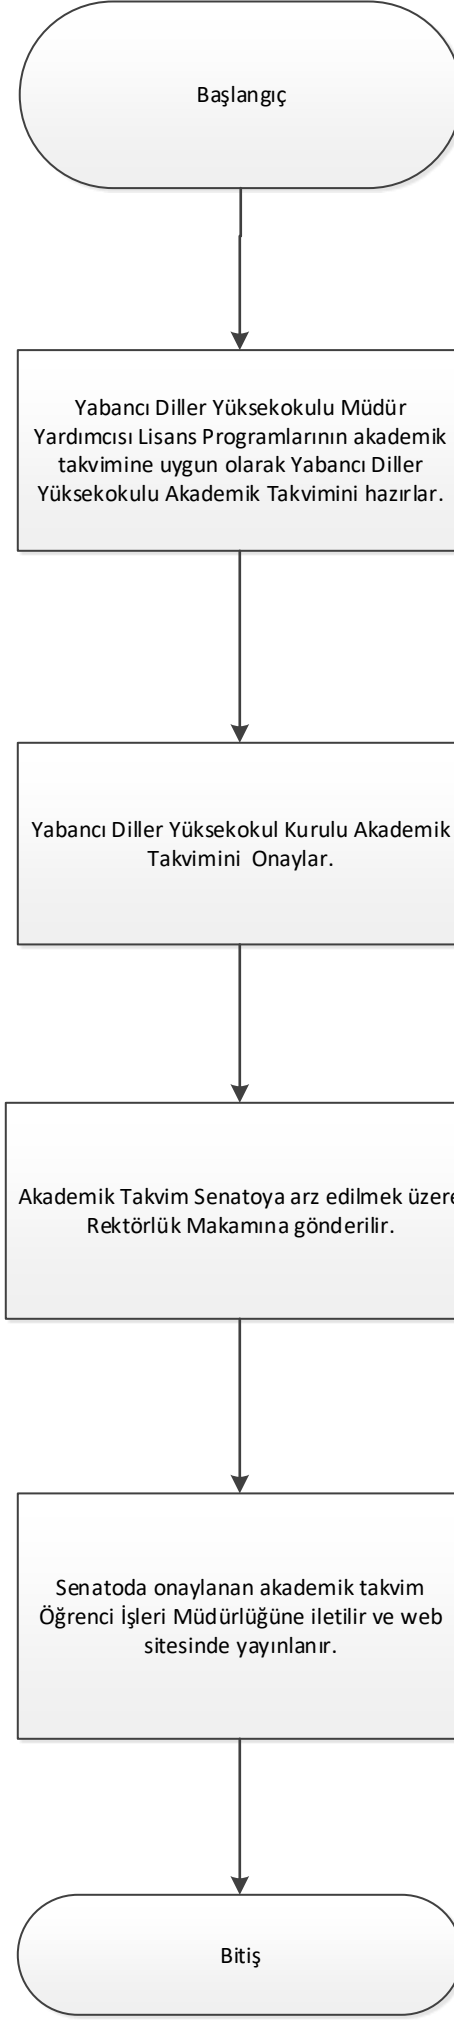 Başlangıç
Yabancı Diller Yüksekokulu Müdür
Yardımcısı Lisans Programlarının akademik
takvimine uygun olarak Yabancı Diller
Yüksekokulu Akademik Takvimini hazırlar.
Yabancı Diller Yüksekokul Kurulu Akademik
Takvimini Onaylar.
Akademik Takvim Senatoya arz edilmek üzere
Rektörlük Makamına gönderilir.
Senatoda onaylanan akademik takvim
Öğrenci İşleri Müdürlüğüne iletilir ve web
sitesinde yayınlanır.
Bitiş